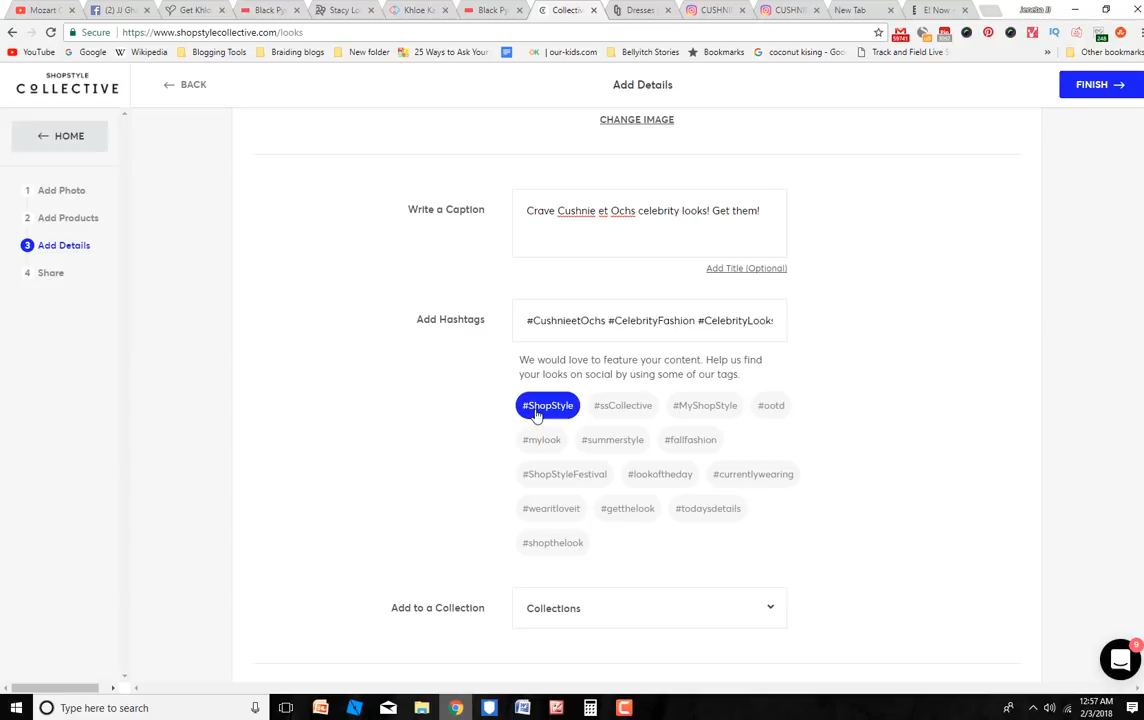 Mozart C
(2) JJ Gh
Get Khlo
Black Py
Stacy Lo
Khloe Ka
Black Py
Collectiv
Dresses
CUSHNI
CUSHNI
New Tab
E! Now
Secure
https://www.shopstylecollective.com/looks
YouTube
Google
Wikipedia
Blogging Tools
Braiding blogs
New folder
25 Ways to Ask Your
our-kids.com
Bellyitch Stories
Bookmarks
coconut kising - Goo
Track and Field Live S
Other bookmarks
SHOPSTYLE
COLLECTIVE
BACK
Add Details
FINISH
HOME
CHANGE IMAGE
1 Add Photo
2 Add Products
3 Add Details
4 Share
Write a Caption
Crave Cushnie et Ochs celebrity looks! Get them!
Add Title (Optional)
Add Hashtags
#CushnieetOchs #CelebrityFashion #CelebrityLooks
We would love to feature your content. Help us find
your looks on social by using some of our tags.
#ShopStyle #ssCollective #MyShopStyle #ootd
#mylook #summerstyle #fallfashion
#ShopStyleFestival #lookoftheday #currentlywearing
#wearitloveit #getthelook #todaysdetails
#shopthelook
Add to a Collection
Collections
9
Type here to search
12:57 AM
2/3/2018